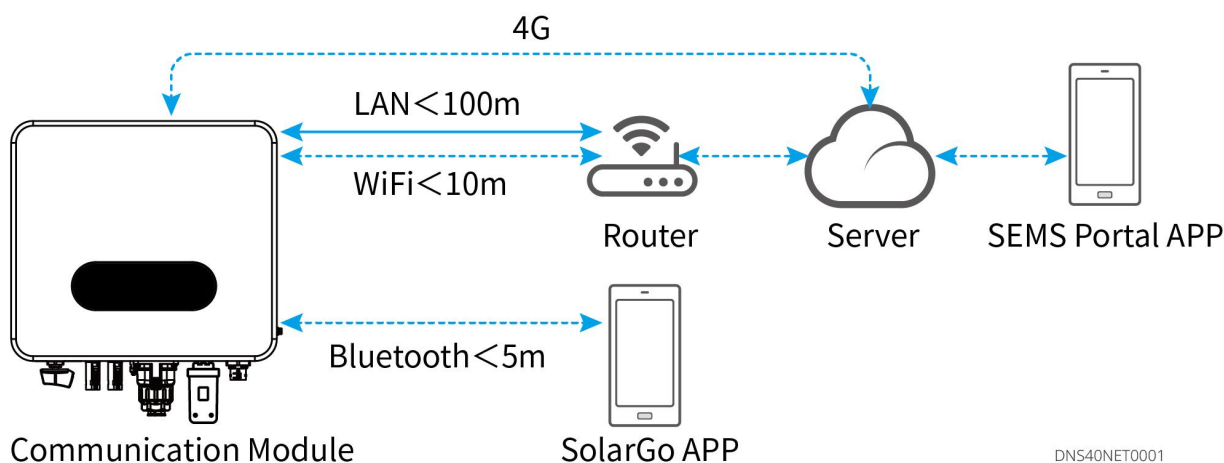 4G
LAN＜100m
WiFi＜10m
Router
Server
SEMS Portal APP
Bluetooth＜5m
Communication Module
SolarGo APP
DNS40NET0001